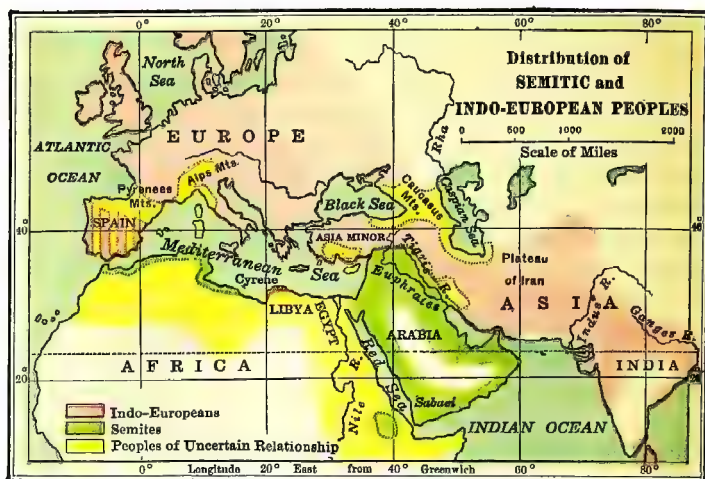 0° 20° 40° 60° 80°
North
Sea
Distribution of
SEMITIC and
INDO-EUROPEAN PEOPLES
0 500 1000 2000
Scale of Miles
Rha
ATLANTIC
OCEAN
EUROPE
Alps Mts.
Pyrenees
Mts.
Caucasus
Mts.
Caspian Sea
Black Sea
SPAIN
40
40
ASIA MINOR
Mediterranean
Sea
Tigris R.
Plateau
of Iran
Cyrene
Euphrates
ASIA
Indus R.
Ganges R.
LIBYA
EGYPT
ARABIA
AFRICA
R.
Red Sea
INDIA
20
20
Sabaei
Nile
INDIAN OCEAN
Indo-Europeans
Semites
Peoples of Uncertain Relationship
0° Longitude 20° East from 40° Greenwich 60° 80°